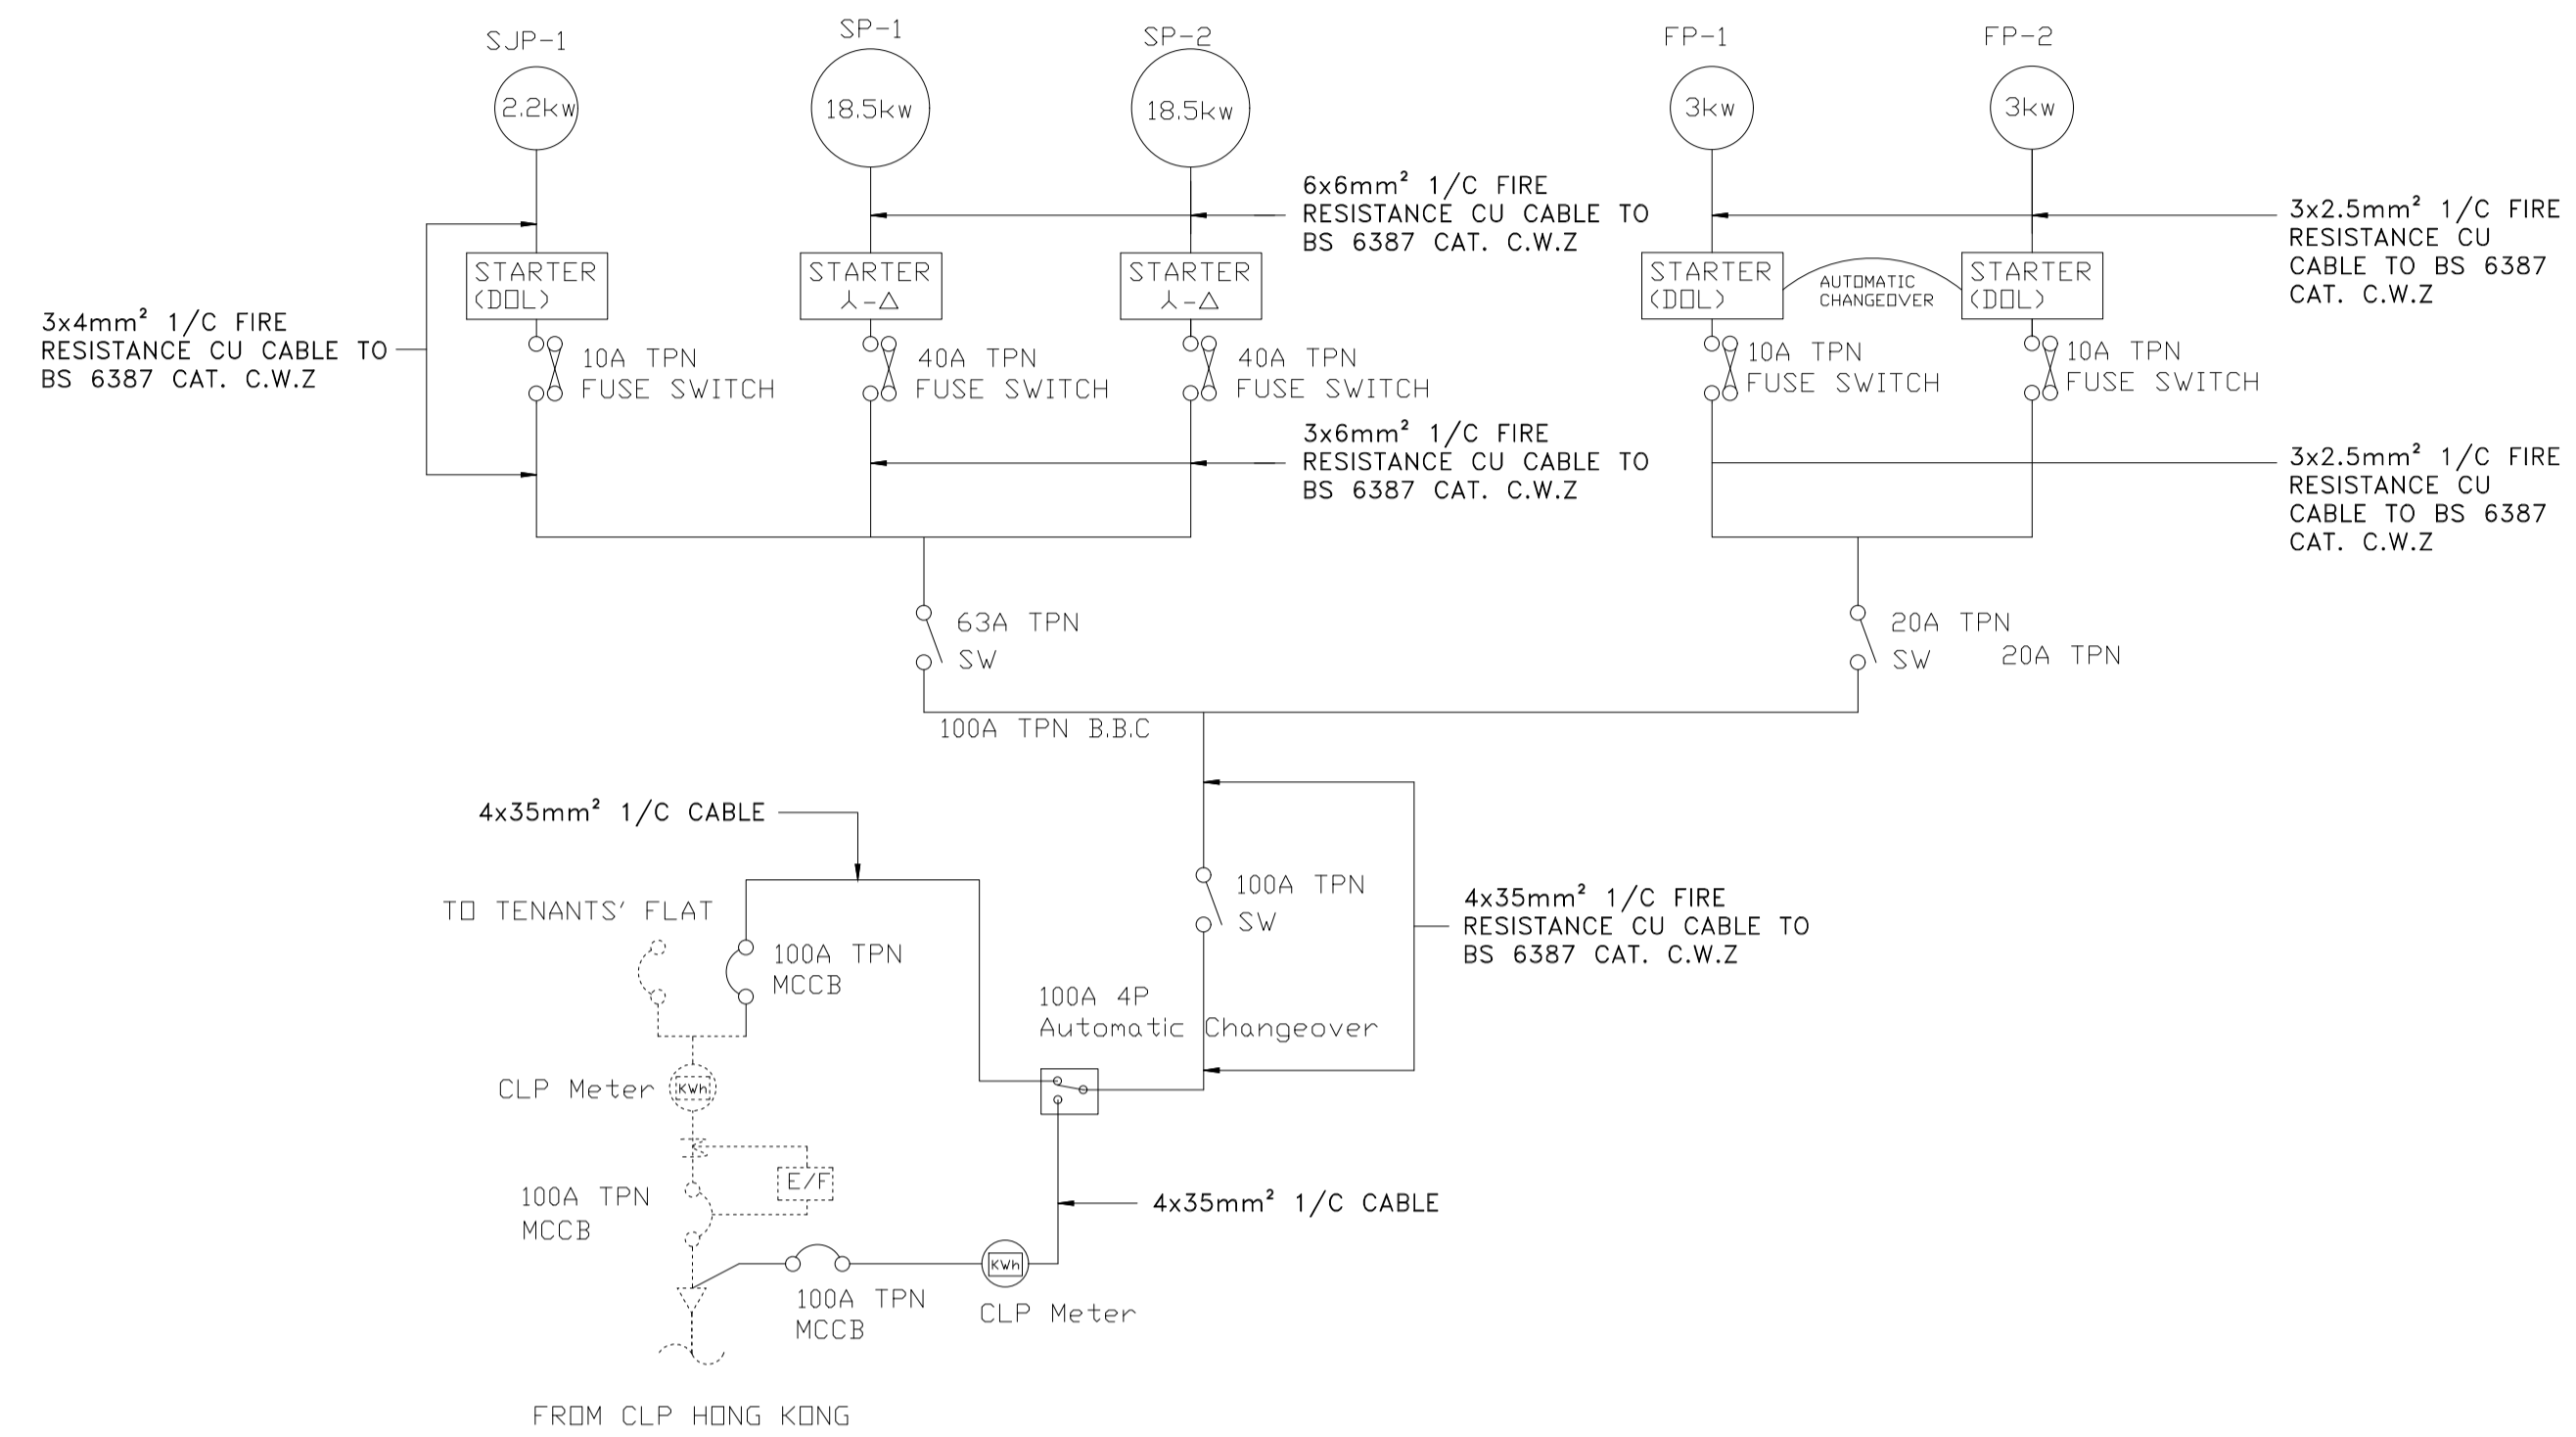 SJP-1
SP-1
SP-2
FP-1
FP-2
2.2kw
18.5kw
18.5kw
3kw
3kw
6x6mm² 1/C FIRE
RESISTANCE CU CABLE TO
BS 6387 CAT. C.W.Z
3x2.5mm² 1/C FIRE
RESISTANCE CU
CABLE TO BS 6387
CAT. C.W.Z
STARTER
(DOL)
STARTER
⅄-△
STARTER
⅄-△
STARTER
(DOL)
AUTOMATIC
CHANGEOVER
STARTER
(DOL)
3x4mm² 1/C FIRE
RESISTANCE CU CABLE TO
BS 6387 CAT. C.W.Z
10A TPN
FUSE SWITCH
40A TPN
FUSE SWITCH
40A TPN
FUSE SWITCH
10A TPN
FUSE SWITCH
10A TPN
FUSE SWITCH
3x6mm² 1/C FIRE
RESISTANCE CU CABLE TO
BS 6387 CAT. C.W.Z
3x2.5mm² 1/C FIRE
RESISTANCE CU
CABLE TO BS 6387
CAT. C.W.Z
63A TPN
SW
20A TPN
SW
20A TPN
100A TPN B.B.C
4x35mm² 1/C CABLE
TO TENANTS' FLAT
100A TPN
MCCB
100A TPN
SW
4x35mm² 1/C FIRE
RESISTANCE CU CABLE TO
BS 6387 CAT. C.W.Z
100A 4P
Automatic Changeover
CLP Meter
KWh
E/F
100A TPN
MCCB
4x35mm² 1/C CABLE
KWh
100A TPN
MCCB
CLP Meter
FROM CLP HONG KONG